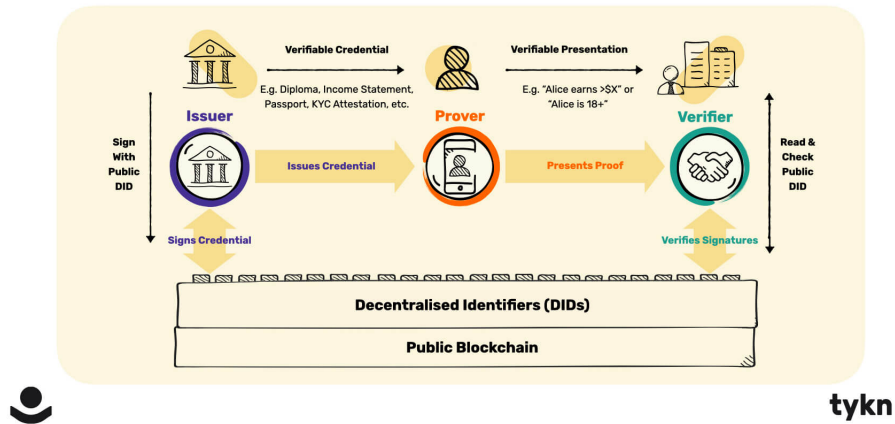 Verifiable Credential
Verifiable Presentation
E.g. Diploma, Income Statement,
Passport, KYC Attestation, etc.
E.g. “Alice earns >$X” or
“Alice is 18+”
Issuer
Prover
Verifier
Sign
With
Public
DID
Issues Credential
Presents Proof
Read &
Check
Public
DID
Signs Credential
Verifies Signatures
Decentralised Identifiers (DIDs)
Public Blockchain
tykn